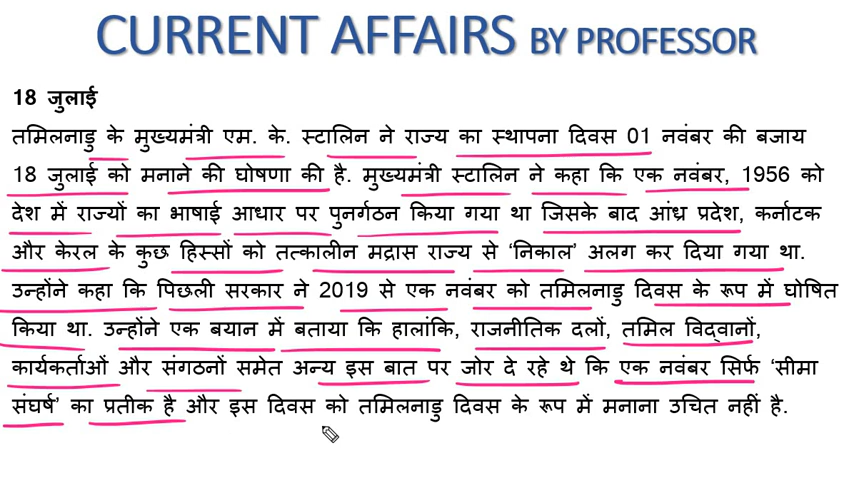 CURRENT AFFAIRS BY PROFESSOR
18 जुलाई
तमिलनाडु के मुख्यमंत्री एम. के. स्टालिन ने राज्य का स्थापना दिवस 01 नवंबर की बजाय
18 जुलाई को मनाने की घोषणा की है. मुख्यमंत्री स्टालिन ने कहा कि एक नवंबर, 1956 को
देश में राज्यों का भाषाई आधार पर पुनर्गठन किया गया था जिसके बाद आंध्र प्रदेश, कर्नाटक
और केरल के कुछ हिस्सों को तत्कालीन मद्रास राज्य से ‘निकाल’ अलग कर दिया गया था.
उन्होंने कहा कि पिछली सरकार ने 2019 से एक नवंबर को तमिलनाडु दिवस के रूप में घोषित
किया था. उन्होंने एक बयान में बताया कि हालांकि, राजनीतिक दलों, तमिल विद्वानों,
कार्यकर्ताओं और संगठनों समेत अन्य इस बात पर जोर दे रहे थे कि एक नवंबर सिर्फ ‘सीमा
संघर्ष’ का प्रतीक है और इस दिवस को तमिलनाडु दिवस के रूप में मनाना उचित नहीं है.